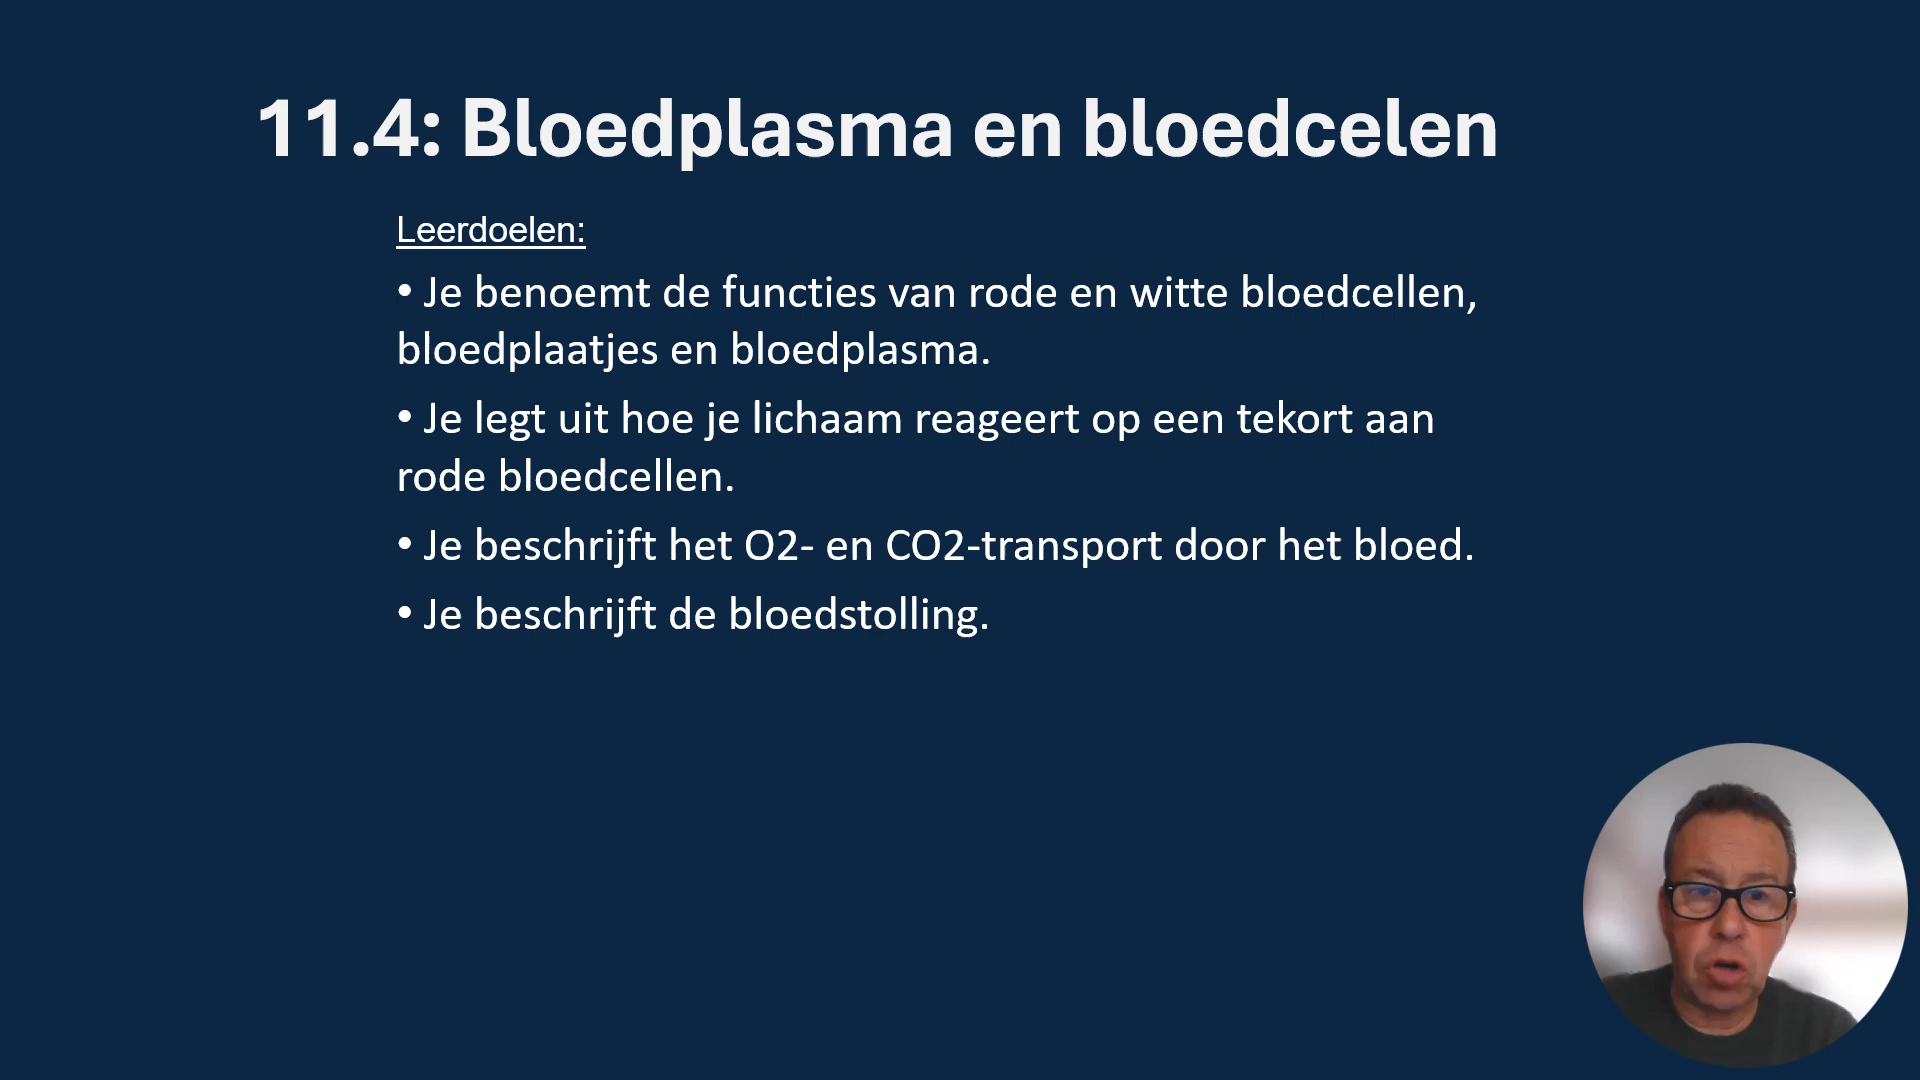 11.4: Bloedplasma en bloedcelen
Leerdoelen:
• Je benoemt de functies van rode en witte bloedcellen,
bloedplaatjes en bloedplasma.
• Je legt uit hoe je lichaam reageert op een tekort aan
rode bloedcellen.
• Je beschrijft het O2- en CO2-transport door het bloed.
• Je beschrijft de bloedstolling.